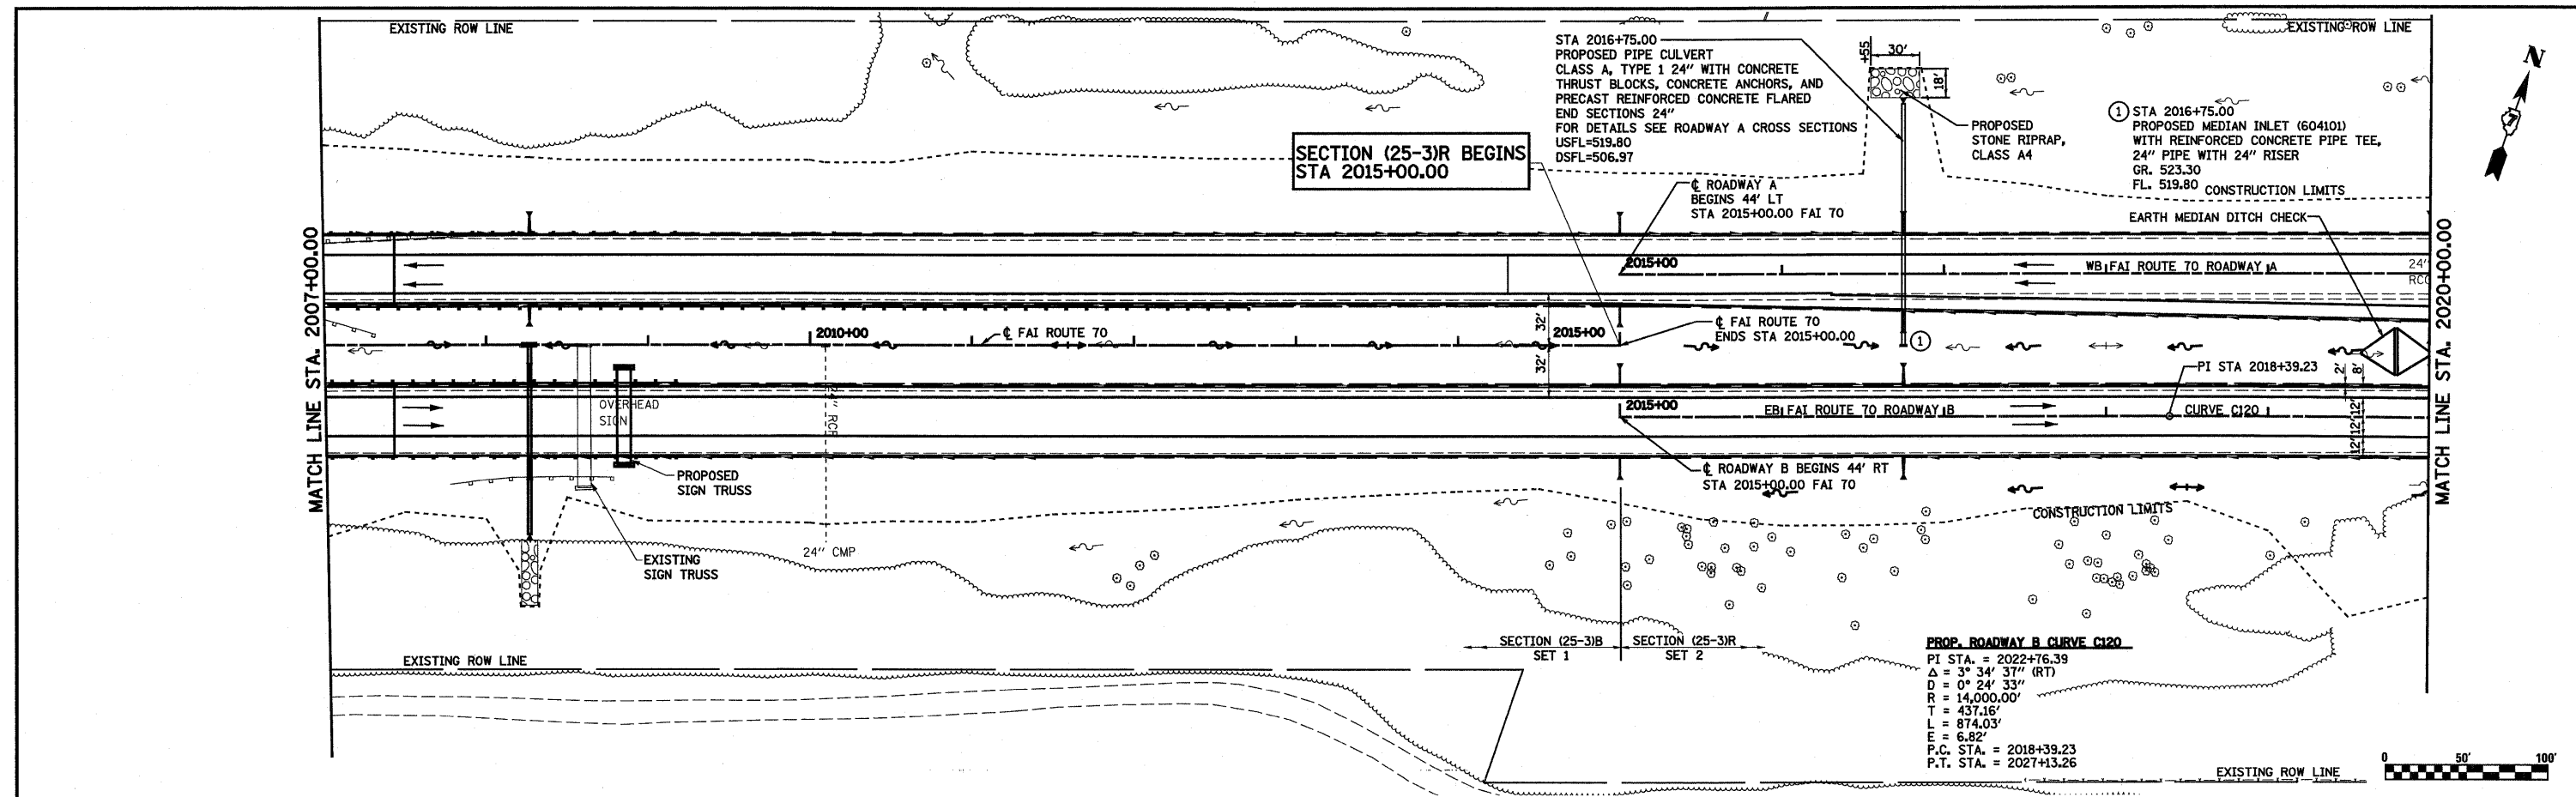 EXISTING ROW LINE
STA 2016+75.00
PROPOSED PIPE CULVERT
CLASS A, TYPE 1 24" WITH CONCRETE
THRUST BLOCKS, CONCRETE ANCHORS, AND
PRECAST REINFORCED CONCRETE FLARED
END SECTIONS 24"
FOR DETAILS SEE ROADWAY A CROSS SECTIONS
USFL=519.80
DSFL=506.97
+55
30'
18'
PROPOSED
STONE RIPRAP,
CLASS A4
EXISTING ROW LINE
N
1 STA 2016+75.00
PROPOSED MEDIAN INLET (604101)
WITH REINFORCED CONCRETE PIPE TEE,
24" PIPE WITH 24" RISER
GR. 523.30
FL. 519.80
CONSTRUCTION LIMITS
EARTH MEDIAN DITCH CHECK
SECTION (25-3)R BEGINS
STA 2015+00.00
℄ ROADWAY A
BEGINS 44' LT
STA 2015+00.00 FAI 70
MATCH LINE STA. 2007+00.00
MATCH LINE STA. 2020+00.00
2015+00
WB FAI ROUTE 70 ROADWAY A
24"
RCC
2010+00
℄ FAI ROUTE 70
32'
32'
2015+00
℄ FAI ROUTE 70
ENDS STA 2015+00.00
1
PI STA 2018+39.23
2'
8'
OVERHEAD
SIGN
24" RCP
2015+00
EB FAI ROUTE 70 ROADWAY B
CURVE C120
12'
12'
12'
PROPOSED
SIGN TRUSS
℄ ROADWAY B BEGINS 44' RT
STA 2015+00.00 FAI 70
CONSTRUCTION LIMITS
EXISTING
SIGN TRUSS
24" CMP
SECTION (25-3)B
SET 1
SECTION (25-3)R
SET 2
EXISTING ROW LINE
PROP. ROADWAY B CURVE C120
PI STA. = 2022+76.39
Δ = 3° 34' 37" (RT)
D = 0° 24' 33"
R = 14,000.00'
T = 437.16'
L = 874.03'
E = 6.82'
P.C. STA. = 2018+39.23
P.T. STA. = 2027+13.26
EXISTING ROW LINE
0 50' 100'